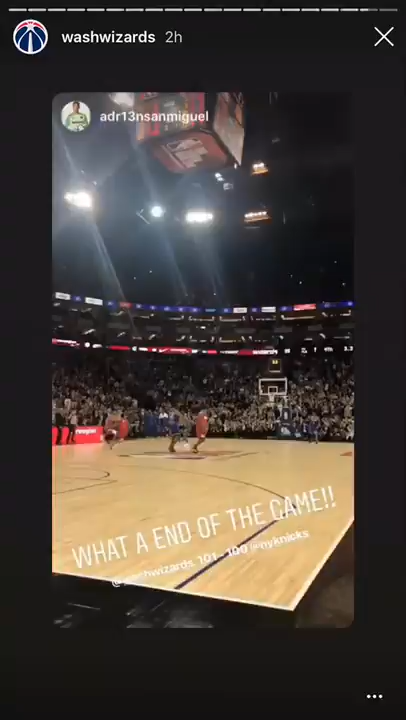 washwizards 2h
adr13nsanmiguel
WHAT A END OF THE GAME!!
@washwizards 101 - 100 @nyknicks